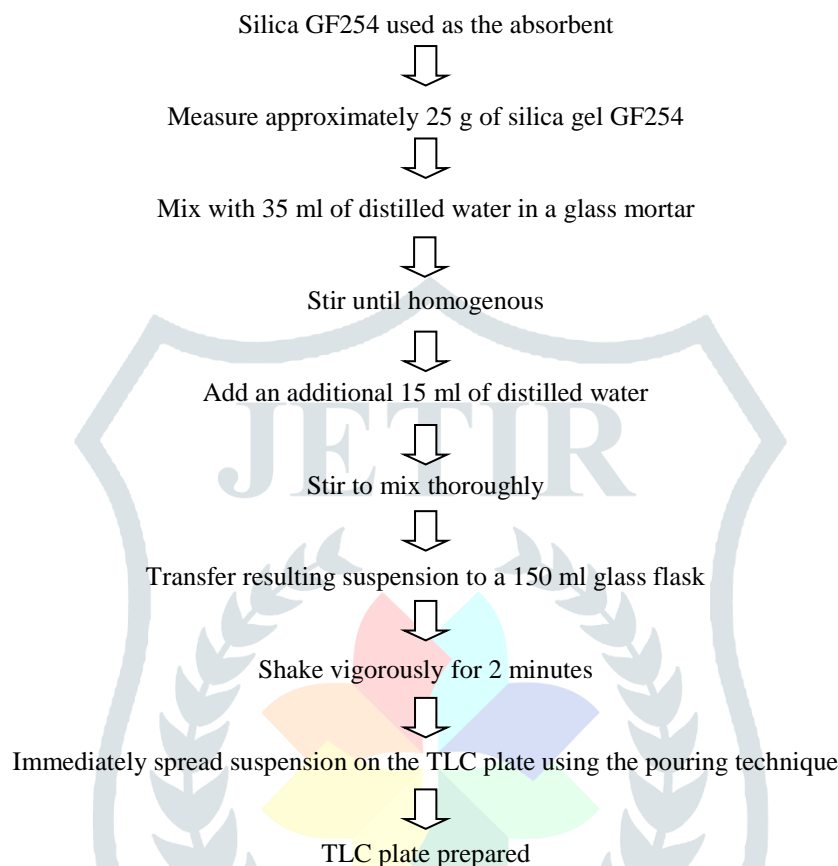 Silica GF254 used as the absorbent
Measure approximately 25 g of silica gel GF254
Mix with 35 ml of distilled water in a glass mortar
Stir until homogenous
Add an additional 15 ml of distilled water
JETIR
Stir to mix thoroughly
Transfer resulting suspension to a 150 ml glass flask
Shake vigorously for 2 minutes
Immediately spread suspension on the TLC plate using the pouring technique
TLC plate prepared